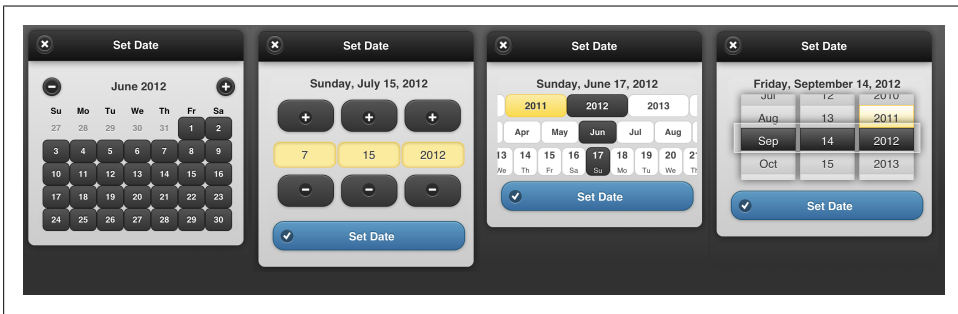 Set Date
June 2012
Su Mo Tu We Th Fr Sa
27 28 29 30 31 1 2
3 4 5 6 7 8 9
10 11 12 13 14 15 16
17 18 19 20 21 22 23
24 25 26 27 28 29 30
Set Date
Sunday, July 15, 2012
+ + +
7 15 2012
- - -
Set Date
Set Date
Sunday, June 17, 2012
2011 2012 2013
Apr May Jun Jul Aug
13 14 15 16 17 18 19 20 21
We Th Fr Sa Su Mo Tu We Th
Set Date
Set Date
Friday, September 14, 2012
Jul 12 2010
Aug 13 2011
Sep 14 2012
Oct 15 2013
Set Date